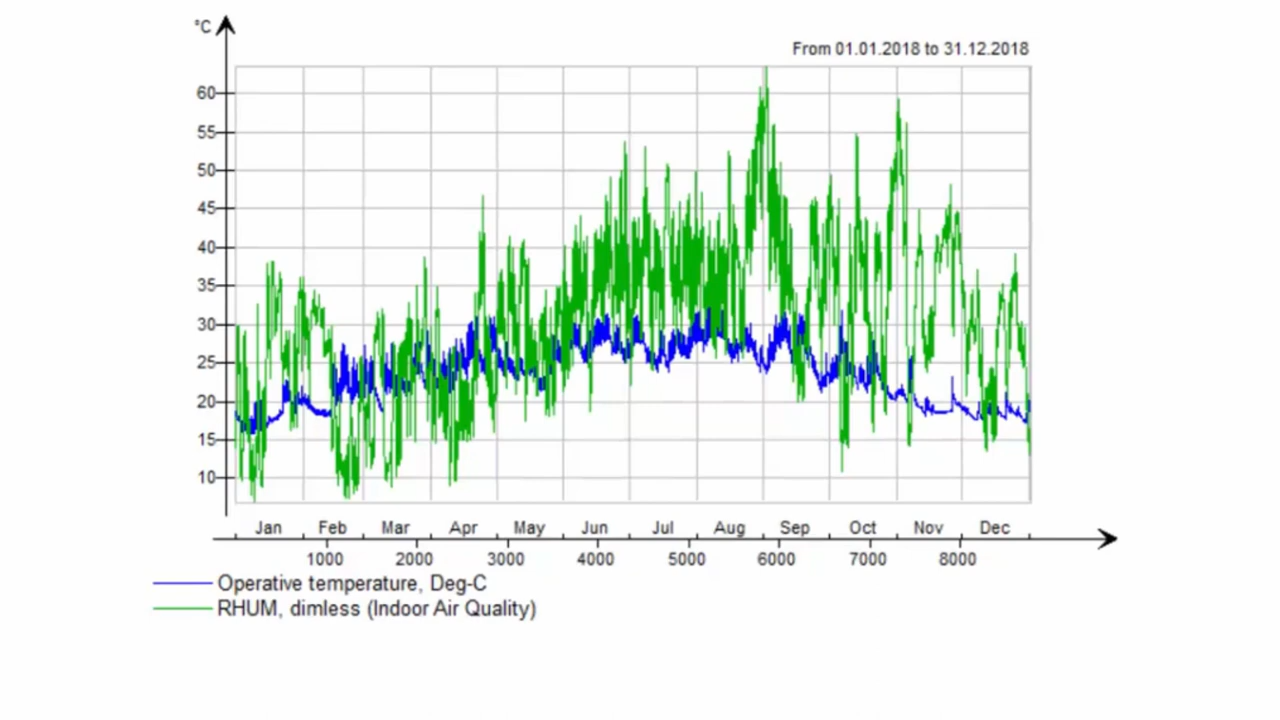 °C
From 01.01.2018 to 31.12.2018
60
55
50
45
40
35
30
25
20
15
10
Jan Feb Mar Apr May Jun Jul Aug Sep Oct Nov Dec
1000 2000 3000 4000 5000 6000 7000 8000
Operative temperature, Deg-C
RHUM, dimless (Indoor Air Quality)